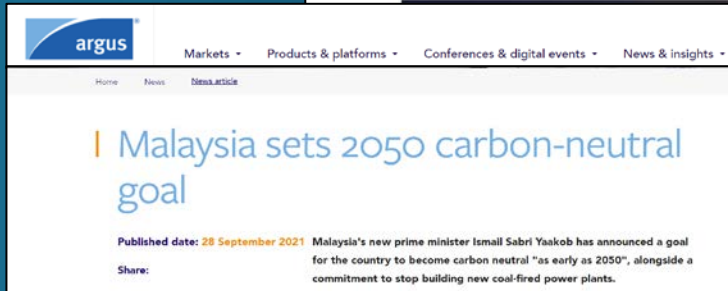 argus
Markets Products & platforms Conferences & digital events News & insights
Home News News article
Malaysia sets 2050 carbon-neutral
goal
Published date: 28 September 2021 Malaysia's new prime minister Ismail Sabri Yaakob has announced a goal
for the country to become carbon neutral "as early as 2050", alongside a
Share:
commitment to stop building new coal-fired power plants.